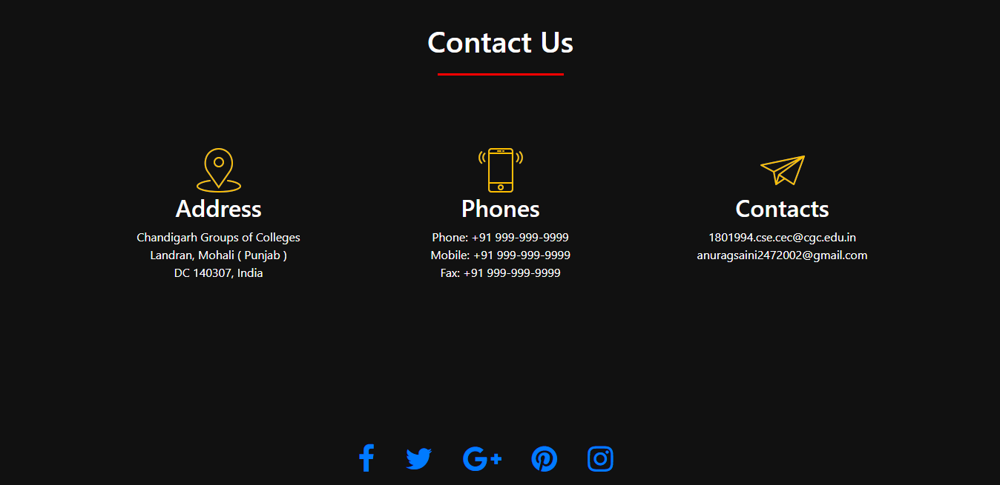 Contact Us
Address
Chandigarh Groups of Colleges
Landran, Mohali ( Punjab )
DC 140307, India
Phones
Phone: +91 999-999-9999
Mobile: +91 999-999-9999
Fax: +91 999-999-9999
Contacts
1801994.cse.cec@cgc.edu.in
anuragsaini2472002@gmail.com